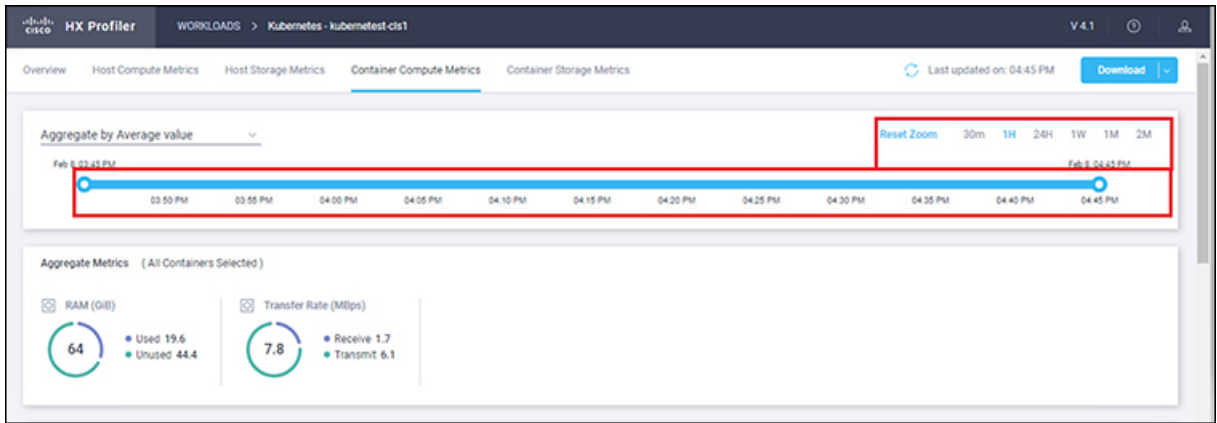 cisco HX Profiler WORKLOADS > Kubernetes - kubernetest-cls1 V 4.1
Overview Host Compute Metrics Host Storage Metrics Container Compute Metrics Container Storage Metrics Last updated on: 04:45 PM Download
Aggregate by Average value Reset Zoom 30m 1H 24H 1W 1M 2M
Feb 8, 03:45 PM Feb 8, 04:45 PM
03:50 PM 03:55 PM 04:00 PM 04:05 PM 04:10 PM 04:15 PM 04:20 PM 04:25 PM 04:30 PM 04:35 PM 04:40 PM 04:45 PM
Aggregate Metrics ( All Containers Selected )
RAM (GiB) Transfer Rate (MBps)
64 Used 19.6 7.8 Receive 1.7
Unused 44.4 Transmit 6.1